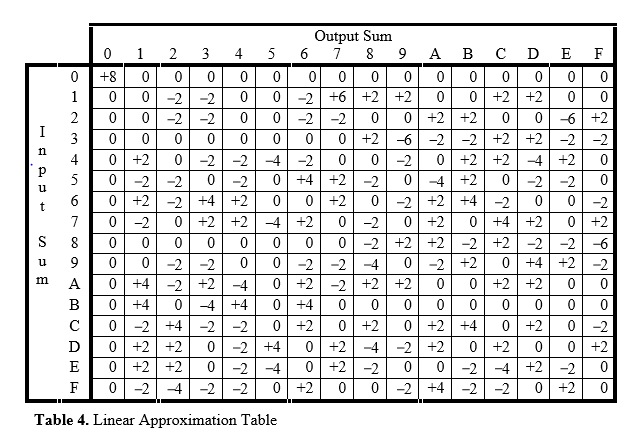 Output Sum
0 1 2 3 4 5 6 7 8 9 A B C D E F
Input Sum
0 +8 0 0 0 0 0 0 0 0 0 0 0 0 0 0 0
1 0 0 –2 –2 0 0 –2 +6 +2 +2 0 0 +2 +2 0 0
2 0 0 –2 –2 0 0 –2 –2 0 0 +2 +2 0 0 –6 +2
3 0 0 0 0 0 0 0 0 +2 –6 –2 –2 +2 +2 –2 –2
4 0 +2 0 –2 –2 –4 –2 0 0 –2 0 +2 +2 –4 +2 0
5 0 –2 –2 0 –2 0 +4 +2 –2 0 –4 +2 0 –2 –2 0
6 0 +2 –2 +4 +2 0 0 +2 0 –2 +2 +4 –2 0 0 –2
7 0 –2 0 +2 +2 –4 +2 0 –2 0 +2 0 +4 +2 0 +2
8 0 0 0 0 0 0 0 0 –2 +2 +2 –2 +2 –2 –2 –6
9 0 0 –2 –2 0 0 –2 –2 –4 0 –2 +2 0 +4 +2 –2
A 0 +4 –2 +2 –4 0 +2 –2 +2 +2 0 0 +2 +2 0 0
B 0 +4 0 –4 +4 0 +4 0 0 0 0 0 0 0 0 0
C 0 –2 +4 –2 –2 0 +2 0 +2 0 +2 +4 0 +2 0 –2
D 0 +2 +2 0 –2 +4 0 +2 –4 –2 +2 0 +2 0 0 +2
E 0 +2 +2 0 –2 –4 0 +2 –2 0 0 –2 –4 +2 –2 0
F 0 –2 –4 –2 –2 0 +2 0 0 –2 +4 –2 –2 0 +2 0
Table 4. Linear Approximation Table